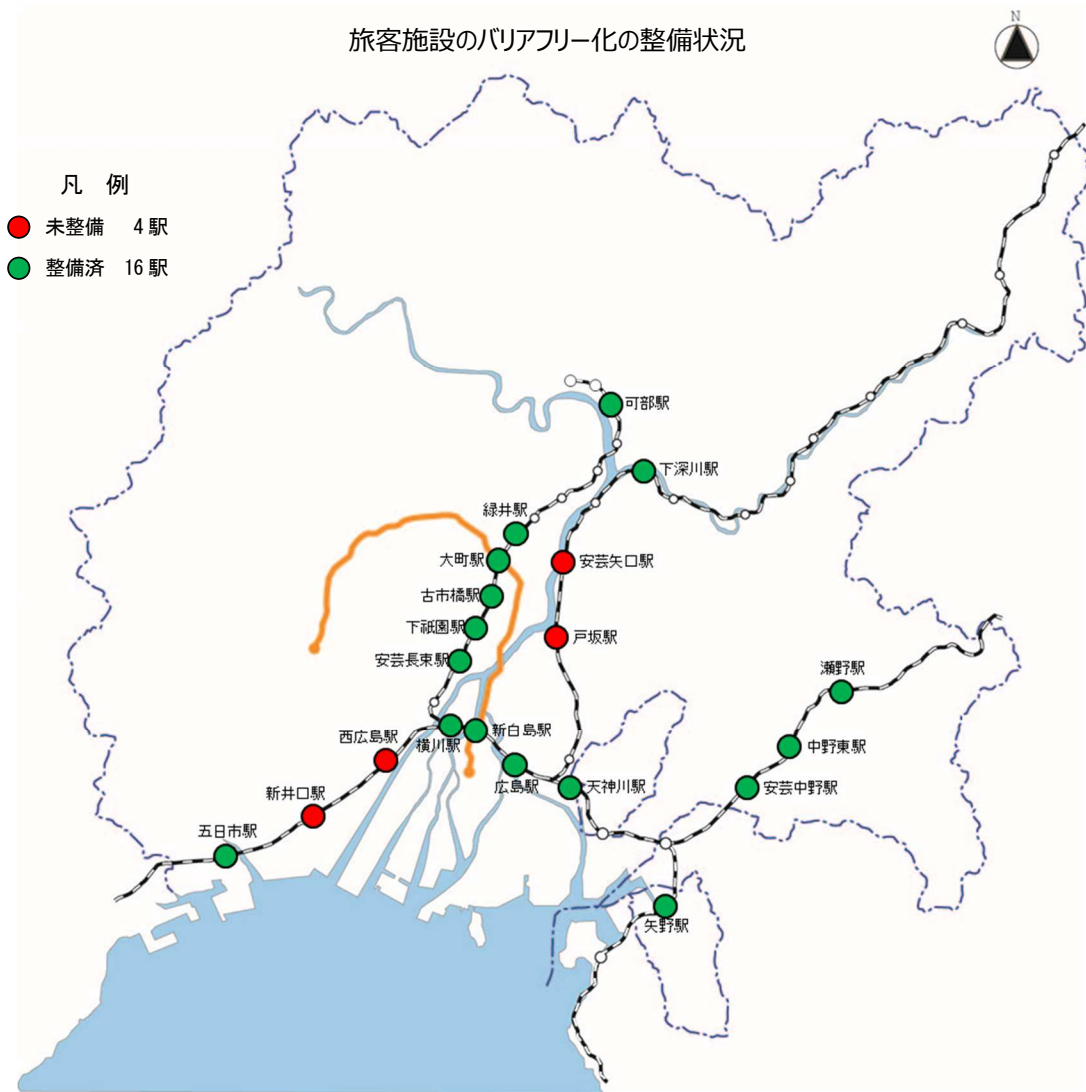 旅客施設のバリアフリー化の整備状況
N
凡 例
未整備 4駅
整備済 16駅
可部駅
下深川駅
緑井駅
大町駅
安芸矢口駅
古市橋駅
下祇園駅
戸坂駅
安芸長束駅
瀬野駅
新白島駅
西広島駅
横川駅
中野東駅
広島駅
天神川駅
安芸中野駅
新井口駅
五日市駅
矢野駅